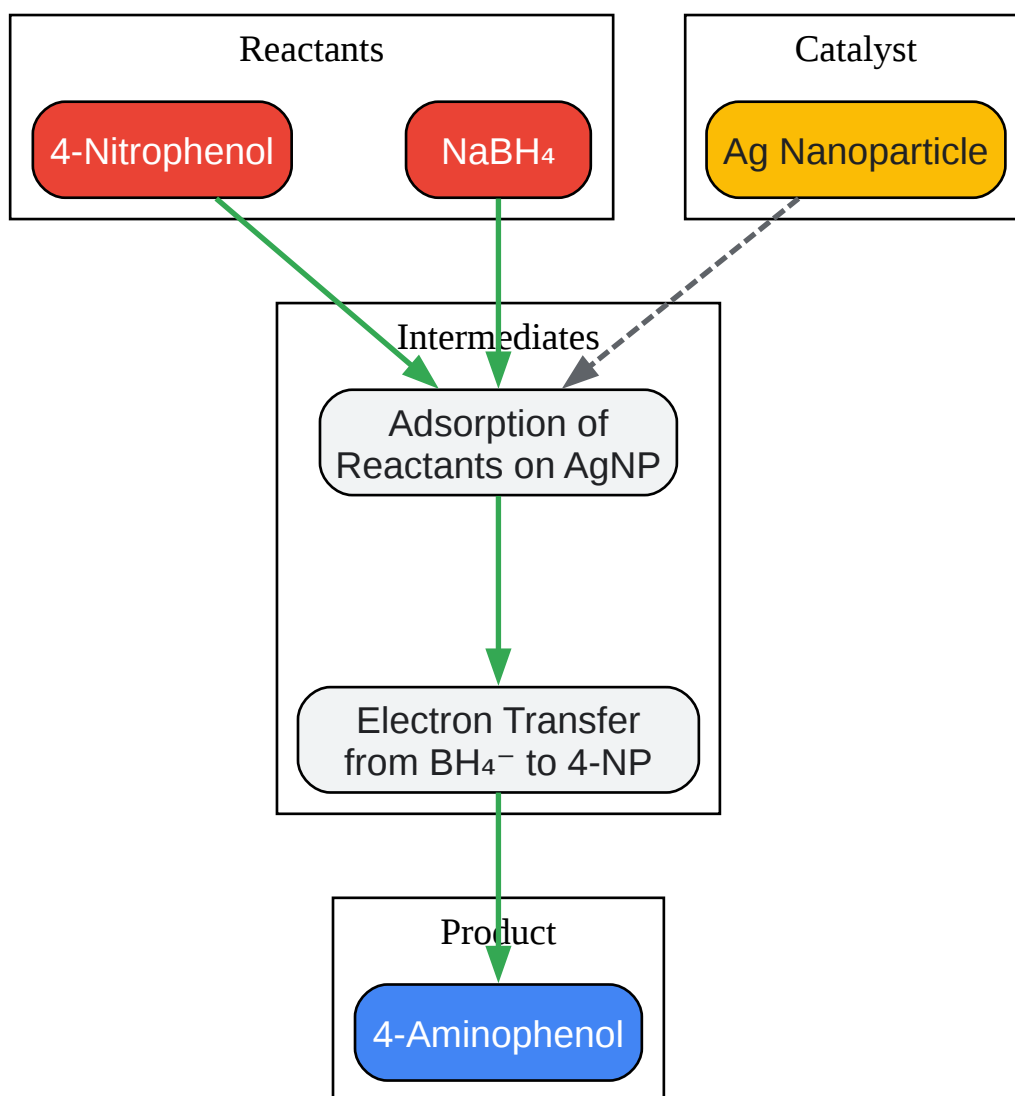 Reactants
Catalyst
4-Nitrophenol
NaBH₄
Ag Nanoparticle
Intermediates
Adsorption of
Reactants on AgNP
Electron Transfer
from BH₄⁻ to 4-NP
Product
4-Aminophenol